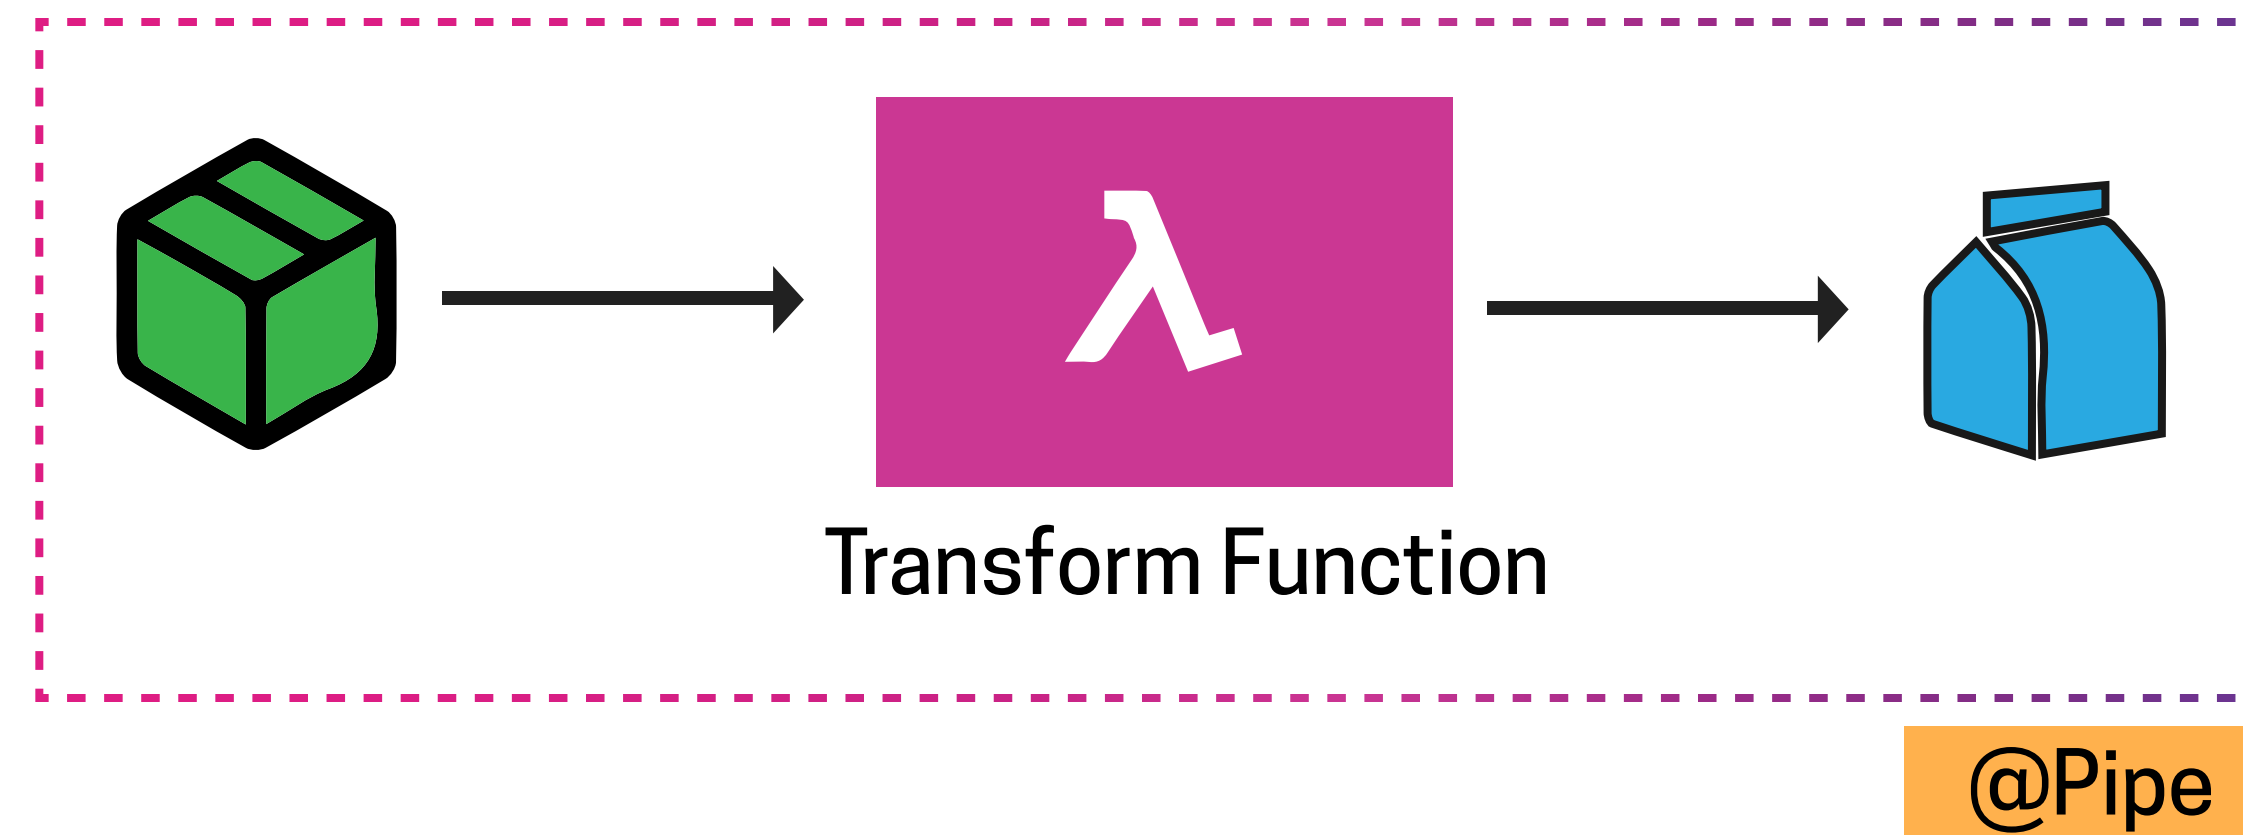 λ
Transform Function
@Pipe